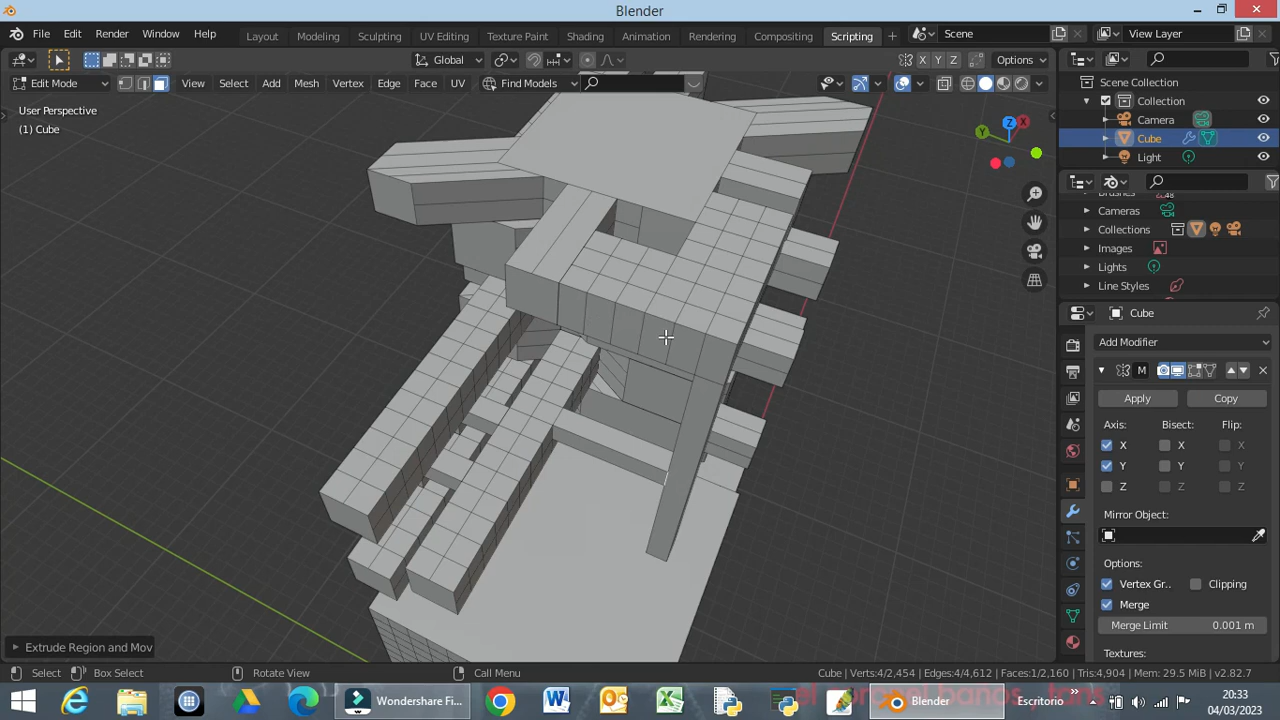 Blender
File Edit Render Window Help Layout Modeling Sculpting UV Editing Texture Paint Shading Animation Rendering Compositing Scripting Scene View Layer
Global X Y Z Options
Edit Mode View Select Add Mesh Vertex Edge Face UV Find Models
User Perspective
(1) Cube
Scene Collection
Collection
Camera
Cube
Light
Cameras
Collections
Images
Lights
Line Styles
Cube
Add Modifier
M
Apply Copy
Axis: Bisect: Flip:
X X X
Y Y Y
Z Z Z
Mirror Object:
Options:
Vertex Gr.. Clipping
Merge
Merge Limit 0.001 m
Textures:
Z X Y
Extrude Region and Mov
Select Box Select Rotate View Call Menu
Cube | Verts:4/2,454 | Edges:4/4,612 | Faces:1/2,160 | Tris:4,904 | Mem: 29.5 MiB | v2.82.7
Wondershare Fi... Blender Escritorio
20:33
04/03/2023